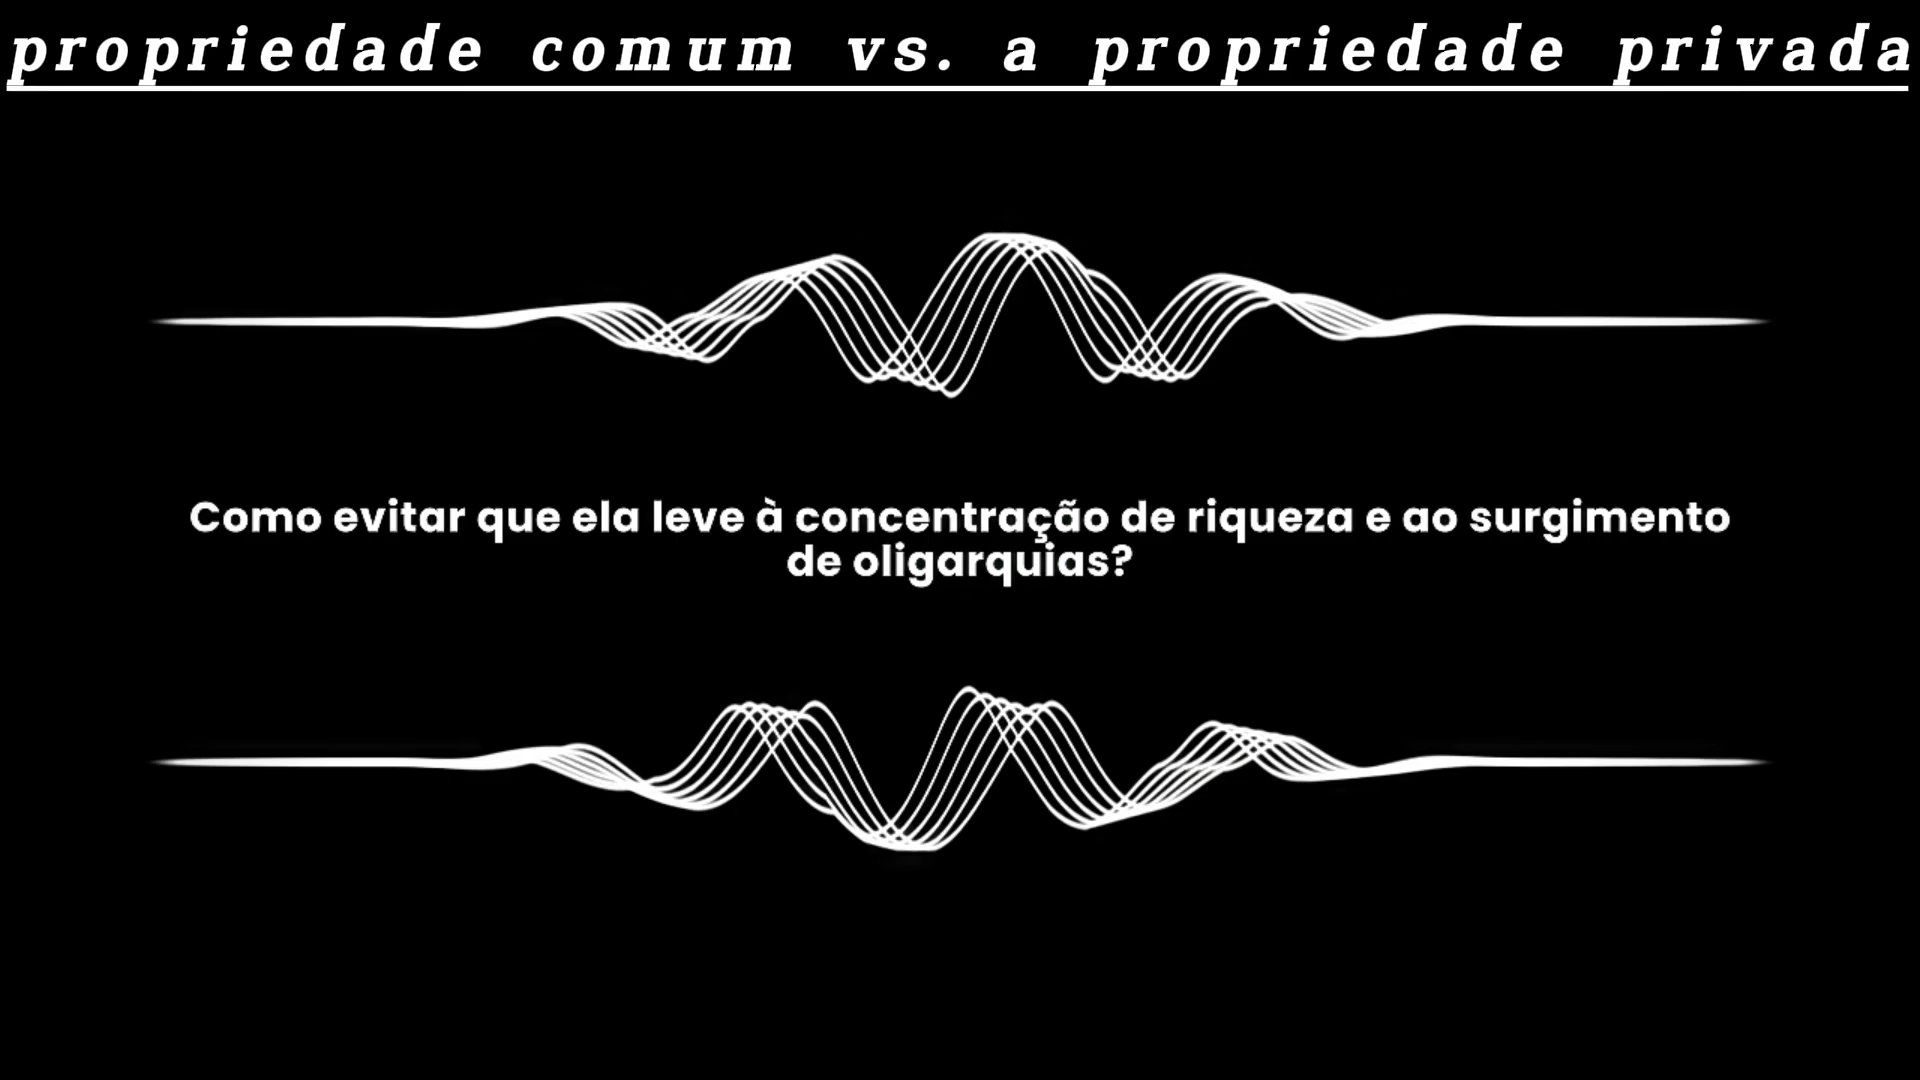 propriedade comum vs. a propriedade privada
Como evitar que ela leve à concentração de riqueza e ao surgimento
de oligarquias?